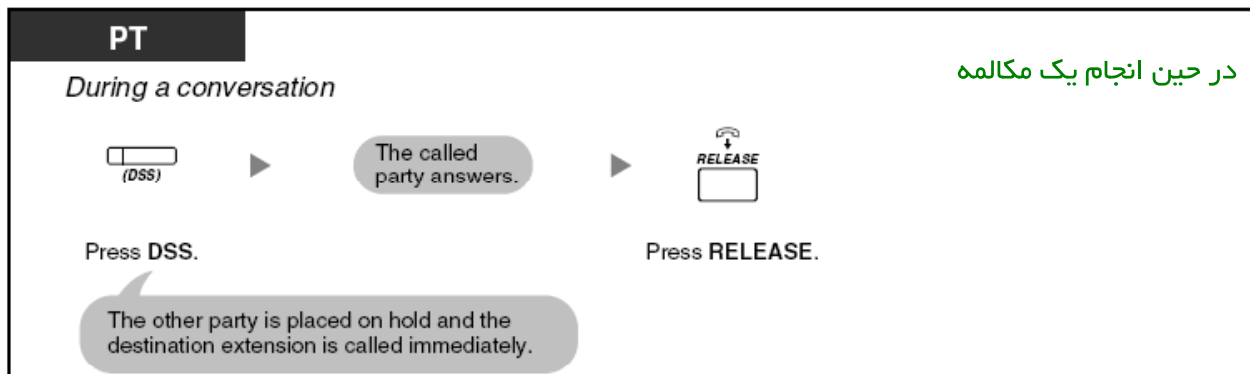 PT
در حین انجام یک مکالمه
During a conversation
(DSS)
The called
party answers.
RELEASE
Press DSS.
Press RELEASE.
The other party is placed on hold and the
destination extension is called immediately.